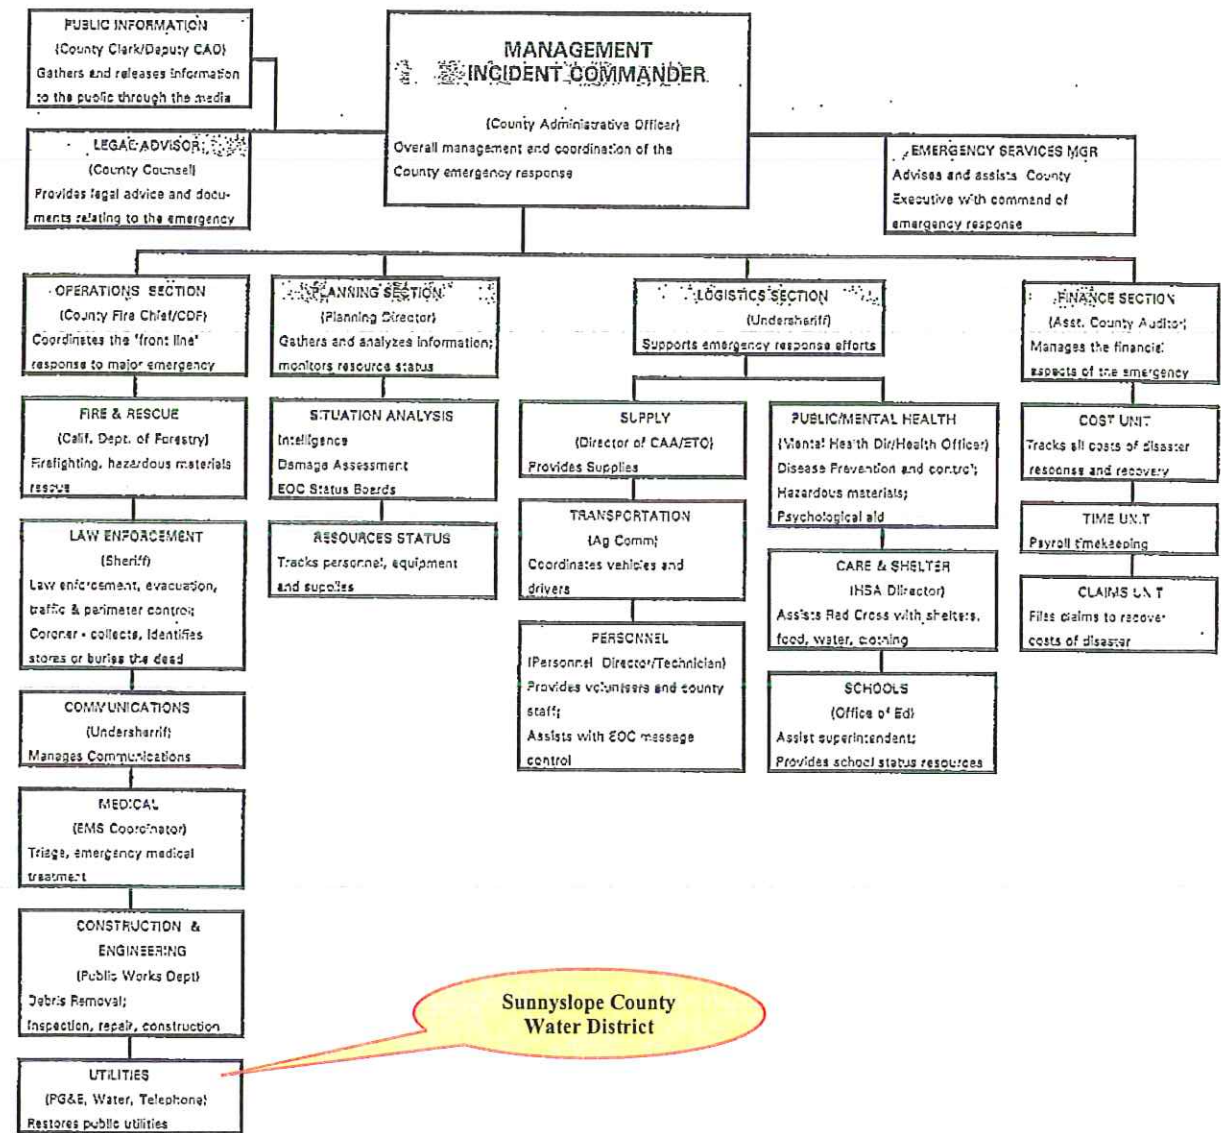 PUBLIC INFORMATION
(County Clerk/Deputy CAO)
Gathers and releases information
to the public through the media
MANAGEMENT
INCIDENT COMMANDER
(County Administrative Officer)
Overall management and coordination of the
County emergency response
LEGAL ADVISOR
(County Counsel)
Provides legal advice and docu-
ments relating to the emergency
EMERGENCY SERVICES MGR
Advises and assists County
Executive with command of
emergency response
OPERATIONS SECTION
(County Fire Chief/CDF)
Coordinates the "front line"
response to major emergency
FIRE & RESCUE
(Calif. Dept. of Forestry)
Firefighting, hazardous materials
rescue
LAW ENFORCEMENT
(Sheriff)
Law enforcement, evacuation,
traffic & perimeter control;
Coroner - collects, identifies
stores or buries the dead
COMMUNICATIONS
(Undersherrif)
Manages Communications
MEDICAL
(EMS Coordinator)
Triage, emergency medical
treatment
CONSTRUCTION &
ENGINEERING
(Public Works Dept)
Debris Removal;
Inspection, repair, construction
UTILITIES
(PG&E, Water, Telephone)
Restores public utilities
PLANNING SECTION
(Planning Director)
Gathers and analyzes information;
monitors resource status
SITUATION ANALYSIS
Intelligence
Damage Assessment
EOC Status Boards
RESOURCES STATUS
Tracks personnel, equipment
and supplies
LOGISTICS SECTION
(Undersheriff)
Supports emergency response efforts
SUPPLY
(Director of CAA/ETO)
Provides Supplies
TRANSPORTATION
(Ag Comm)
Coordinates vehicles and
drivers
PERSONNEL
(Personnel Director/Technician)
Provides volunteers and county
staff;
Assists with EOC message
control
PUBLIC/MENTAL HEALTH
(Mental Health Dir/Health Officer)
Disease Prevention and control;
Hazardous materials;
Psychological aid
CARE & SHELTER
(HSA Director)
Assists Red Cross with shelters,
food, water, clothing
SCHOOLS
(Office of Ed)
Assist superintendent;
Provides school status resources
FINANCE SECTION
(Asst. County Auditor)
Manages the financial
aspects of the emergency
COST UNIT
Tracks all costs of disaster
response and recovery
TIME UNIT
Payroll timekeeping
CLAIMS UNIT
Files claims to recover
costs of disaster
Sunnyslope County
Water District